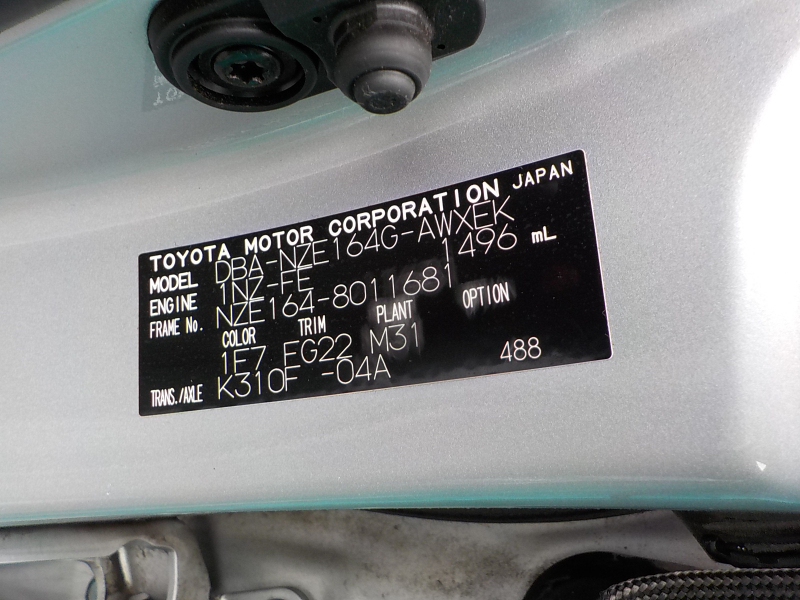 TOYOTA MOTOR CORPORATION JAPAN
MODEL DBA-NZE164G-AWXEK
ENGINE 1NZ-FE 1496 mL
FRAME No. NZE164-8011681
COLOR TRIM PLANT OPTION
1E7 FG22 M31
TRANS./AXLE K310F -04A 488